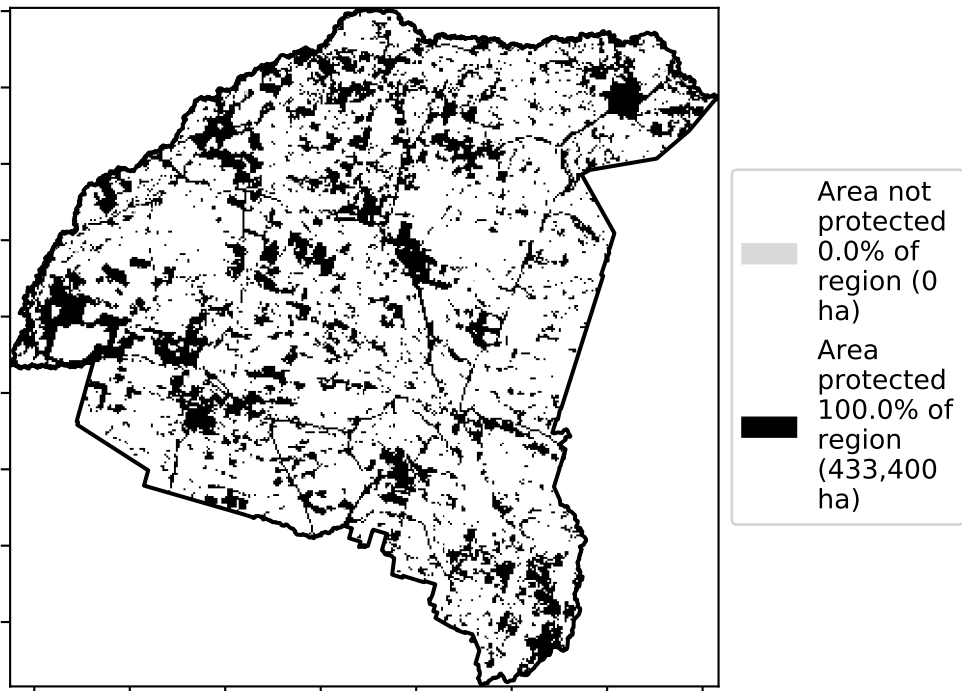 Area not
protected
0.0% of
region (0
ha)
Area
protected
100.0% of
region
(433,400
ha)